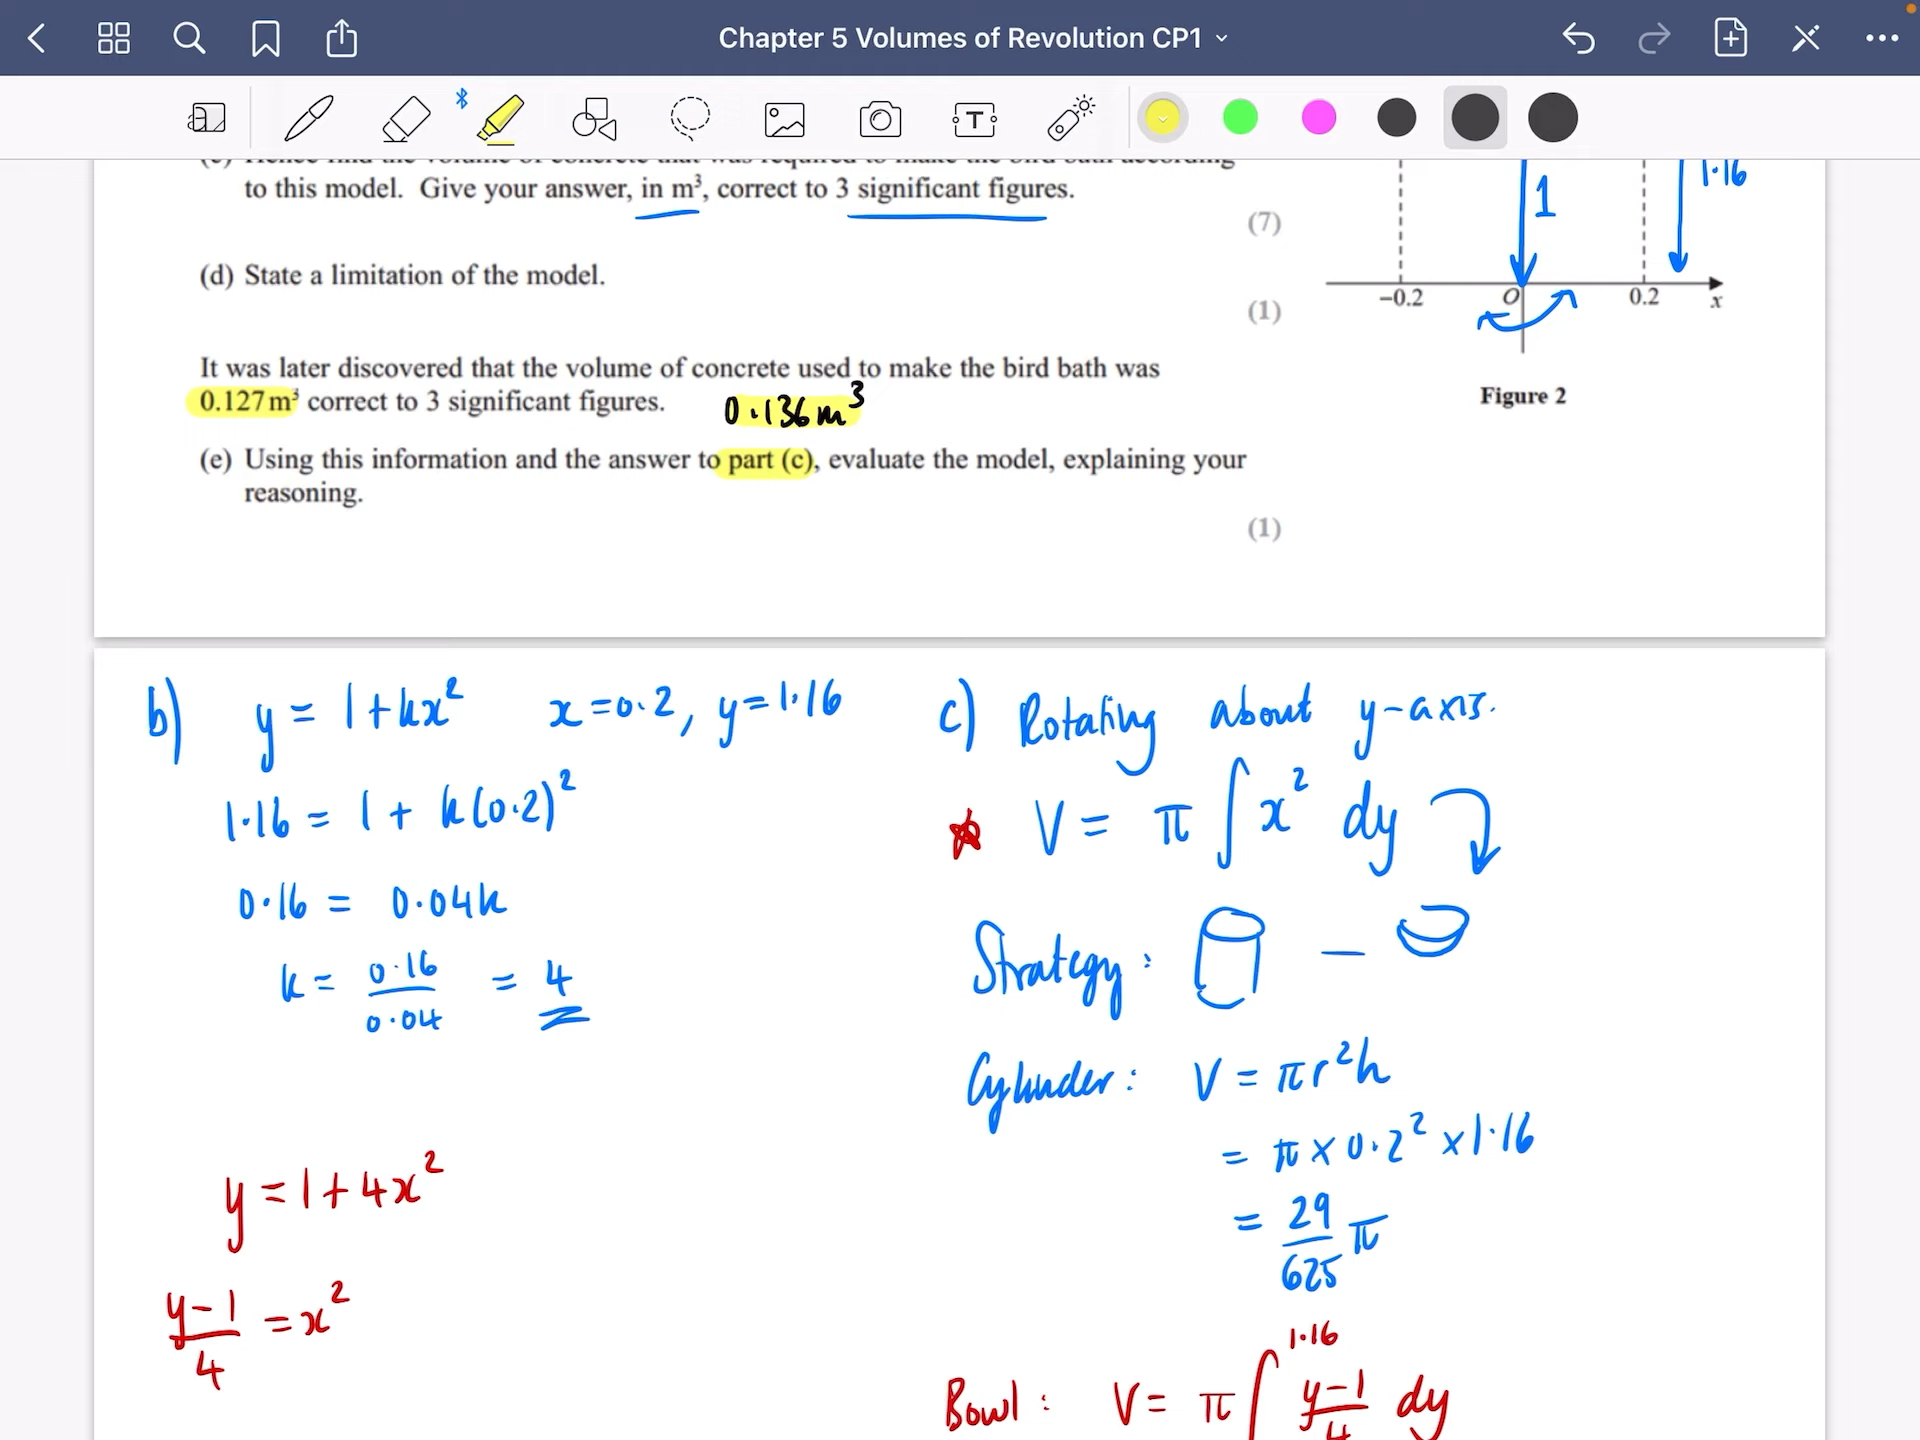 Chapter 5 Volumes of Revolution CP1
to this model. Give your answer, in m³, correct to 3 significant figures.
(7)
(d) State a limitation of the model.
(1)
It was later discovered that the volume of concrete used to make the bird bath was
0.127 m³ correct to 3 significant figures. 0.136m³
(e) Using this information and the answer to part (c), evaluate the model, explaining your
reasoning.
(1)
1
1.16
-0.2
O
0.2
x
Figure 2
b) y = 1+kx² x=0.2, y=1.16
1.16 = 1 + k(0.2)²
0.16 = 0.04k
k = 0.16/0.04 = 4
y = 1+4x²
y-1/4 = x²
c) Rotating about y-axis.
V = π∫x² dy
Strategy: –
Cylinder: V = πr²h
= π×0.2²×1.16
= 29/625 π
1.16
Bowl: V= π∫ y-1/4 dy